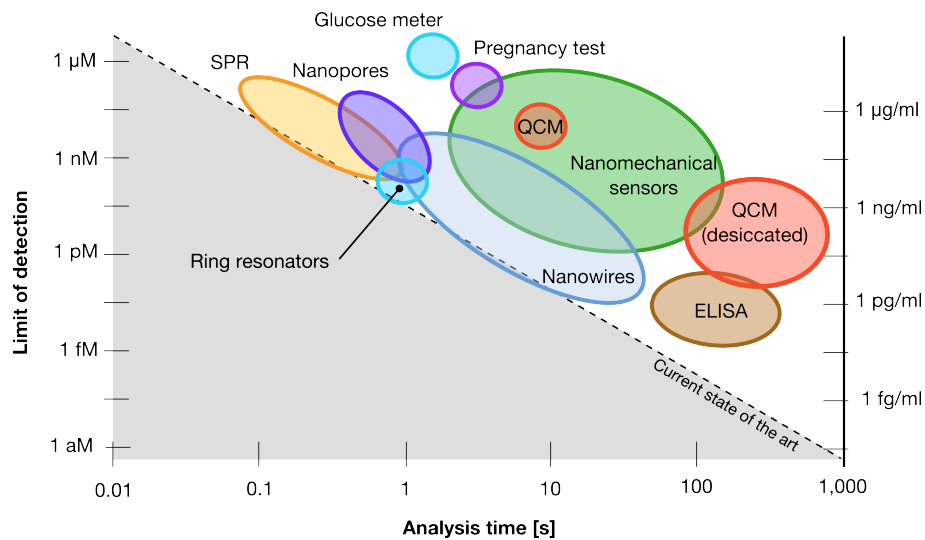 Glucose meter
Pregnancy test
SPR
Nanopores
1 µM
1 nM
1 pM
1 fM
1 aM
Limit of detection
QCM
Nanomechanical
sensors
QCM
(desiccated)
Ring resonators
Nanowires
ELISA
Current state of the art
1 µg/ml
1 ng/ml
1 pg/ml
1 fg/ml
0.01
0.1
1
10
100
1,000
Analysis time [s]